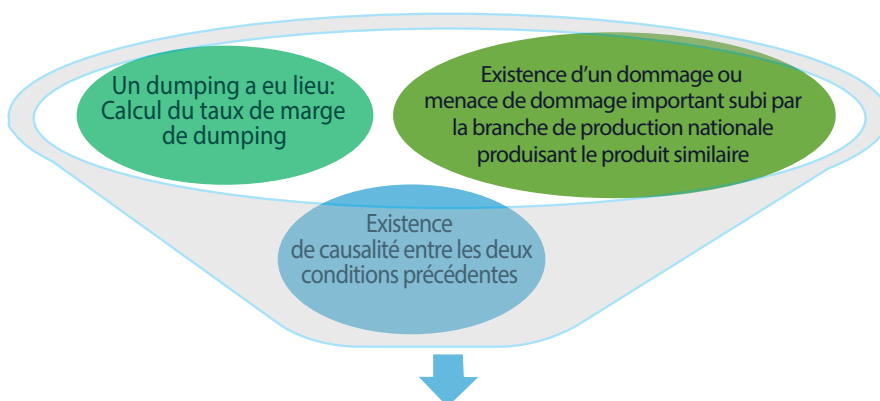 Un dumping a eu lieu:
Calcul du taux de marge
de dumping
Existence d’un dommage ou
menace de dommage important subi par
la branche de production nationale
produisant le produit similaire
Existence
de causalité entre les deux
conditions précédentes